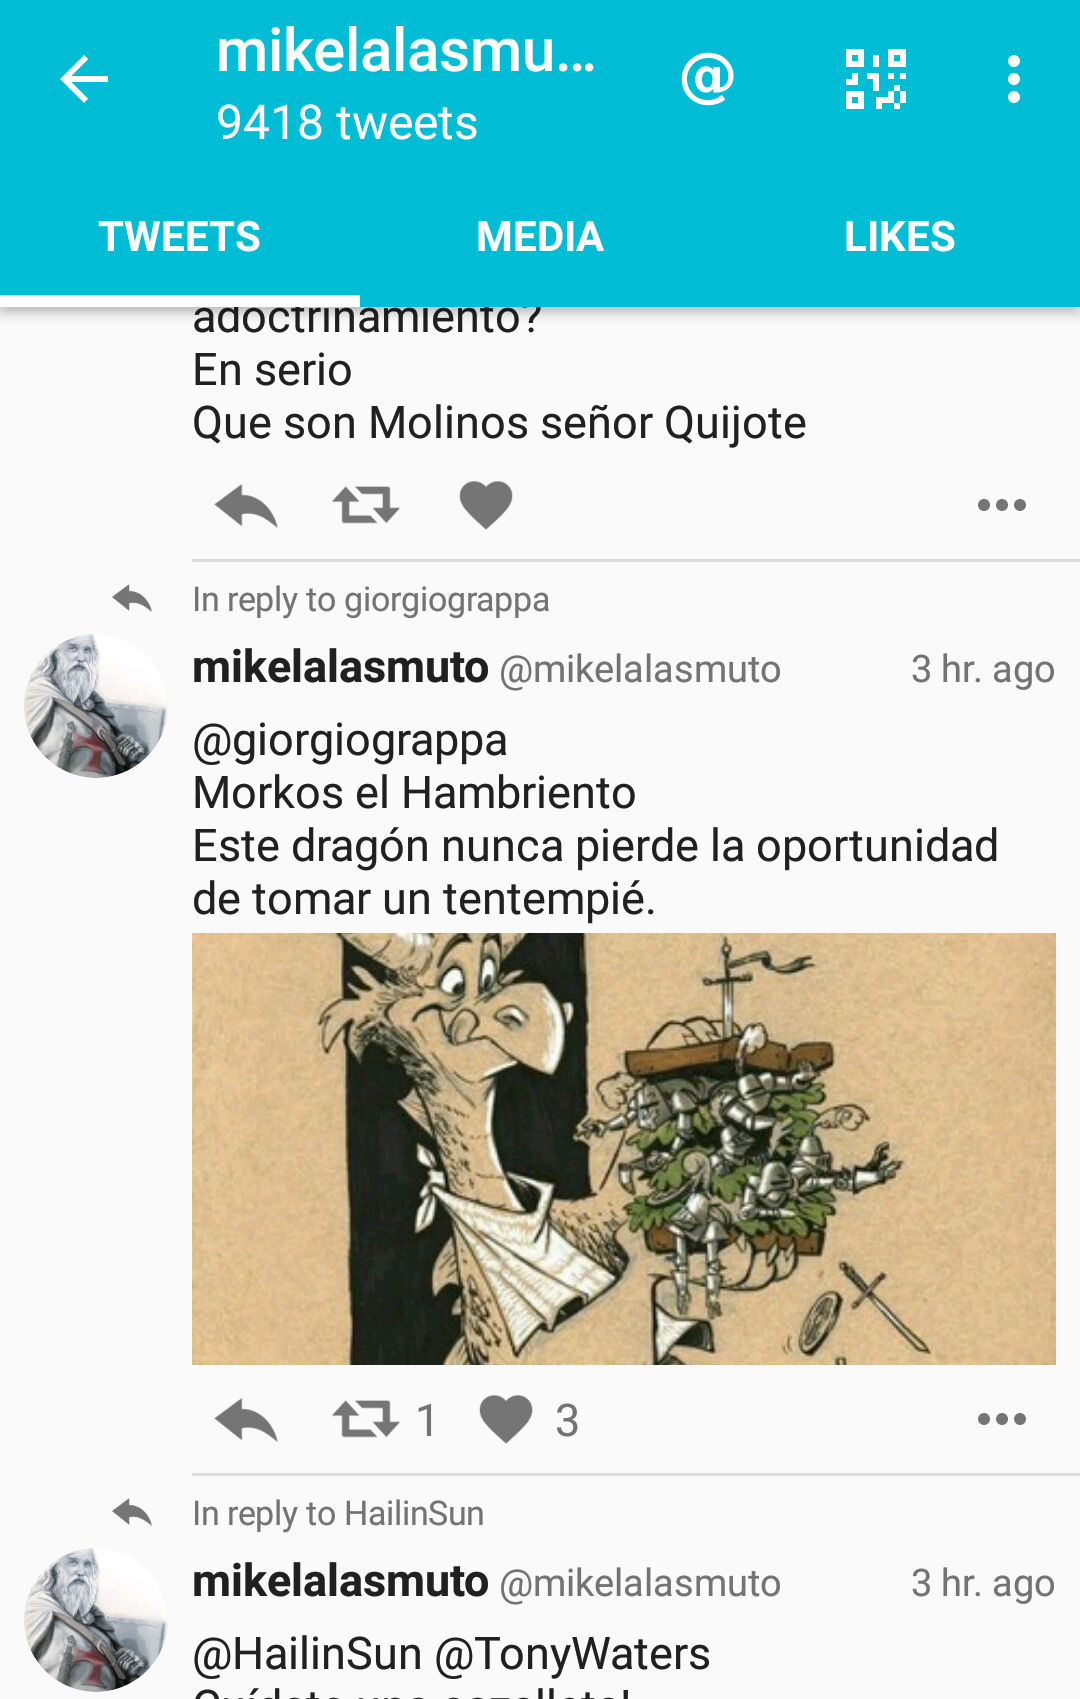 mikelalasmu...
9418 tweets
TWEETS
MEDIA
LIKES
adoctrinamiento?
En serio
Que son Molinos señor Quijote
In reply to giorgiograppa
mikelalasmuto @mikelalasmuto 3 hr. ago
@giorgiograppa
Morkos el Hambriento
Este dragón nunca pierde la oportunidad
de tomar un tentempié.
1 3
In reply to HailinSun
mikelalasmuto @mikelalasmuto 3 hr. ago
@HailinSun @TonyWaters